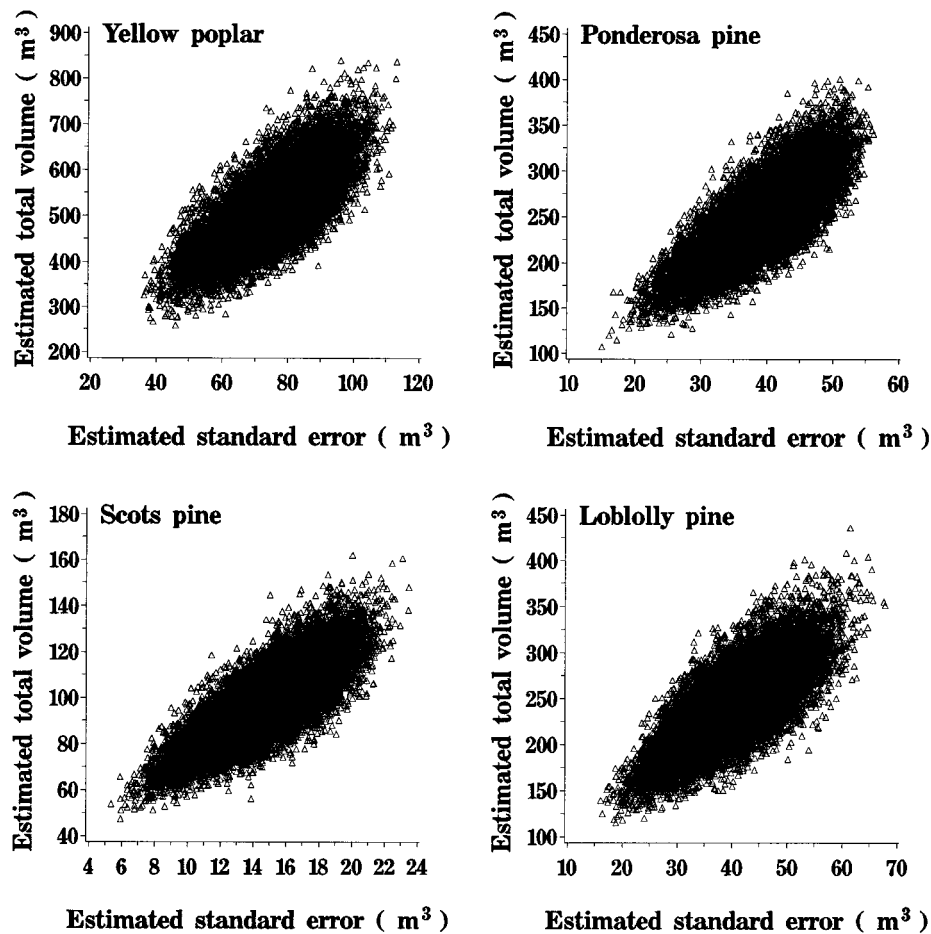 Yellow poplar
Estimated total volume ( m³ )
900
800
700
600
500
400
300
200
20 40 60 80 100 120
Estimated standard error ( m³ )
Ponderosa pine
Estimated total volume ( m³ )
450
400
350
300
250
200
150
100
10 20 30 40 50 60
Estimated standard error ( m³ )
Scots pine
Estimated total volume ( m³ )
180
160
140
120
100
80
60
40
4 6 8 10 12 14 16 18 20 22 24
Estimated standard error ( m³ )
Loblolly pine
Estimated total volume ( m³ )
450
400
350
300
250
200
150
100
10 20 30 40 50 60 70
Estimated standard error ( m³ )